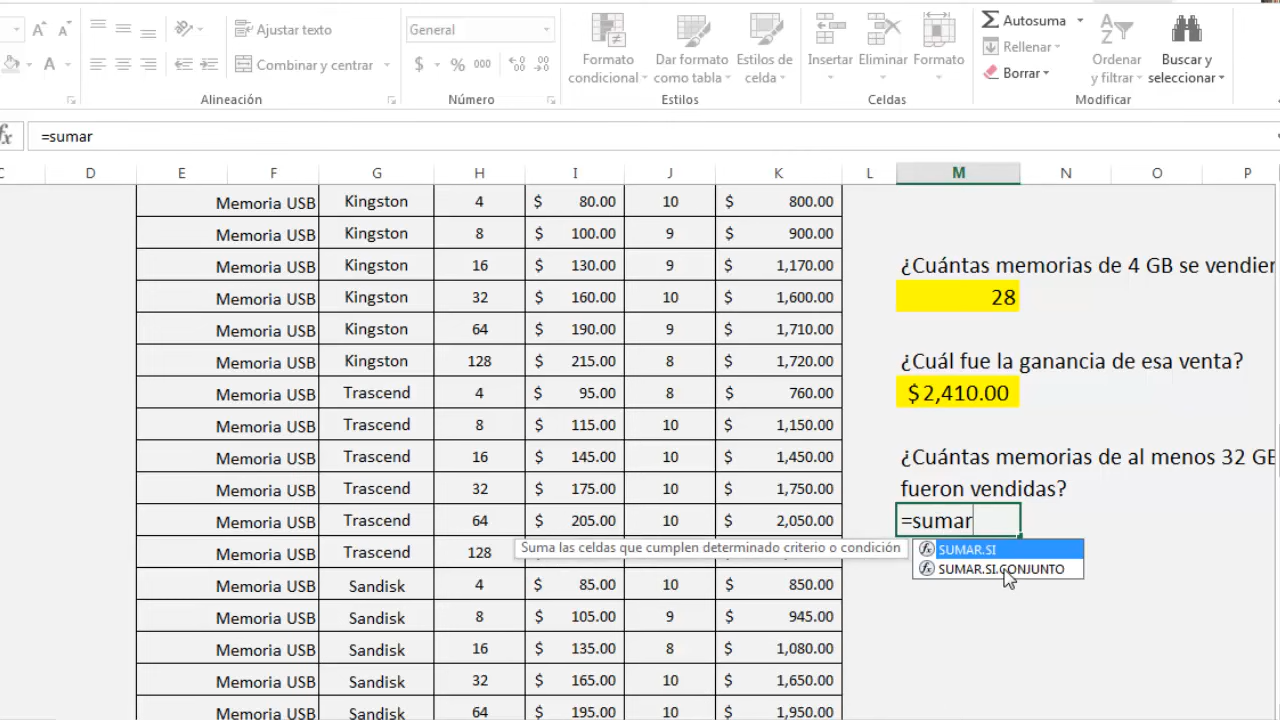 A A Ajustar texto General Autosuma
Combinar y centrar $ % 000 Formato condicional Dar formato como tabla Estilos de celda Insertar Eliminar Formato Rellenar Borrar Ordenar y filtrar Buscar y seleccionar
A
Alineación Número Estilos Celdas Modificar
fx =sumar
C D E F G H I J K L M N O P
Memoria USB Kingston 4 $ 80.00 10 $ 800.00
Memoria USB Kingston 8 $ 100.00 9 $ 900.00
Memoria USB Kingston 16 $ 130.00 9 $ 1,170.00 ¿Cuántas memorias de 4 GB se vendier
Memoria USB Kingston 32 $ 160.00 10 $ 1,600.00 28
Memoria USB Kingston 64 $ 190.00 9 $ 1,710.00
Memoria USB Kingston 128 $ 215.00 8 $ 1,720.00 ¿Cuál fue la ganancia de esa venta?
Memoria USB Trascend 4 $ 95.00 8 $ 760.00 $2,410.00
Memoria USB Trascend 8 $ 115.00 10 $ 1,150.00
Memoria USB Trascend 16 $ 145.00 10 $ 1,450.00 ¿Cuántas memorias de al menos 32 GB
Memoria USB Trascend 32 $ 175.00 10 $ 1,750.00 fueron vendidas?
Memoria USB Trascend 64 $ 205.00 10 $ 2,050.00 =sumar
Memoria USB Trascend 128 Suma las celdas que cumplen determinado criterio o condición SUMAR.SI
SUMAR.SI.CONJUNTO
Memoria USB Sandisk 4 $ 85.00 10 $ 850.00
Memoria USB Sandisk 8 $ 105.00 9 $ 945.00
Memoria USB Sandisk 16 $ 135.00 8 $ 1,080.00
Memoria USB Sandisk 32 $ 165.00 10 $ 1,650.00
Memoria USB Sandisk 64 $ 195.00 10 $ 1,950.00